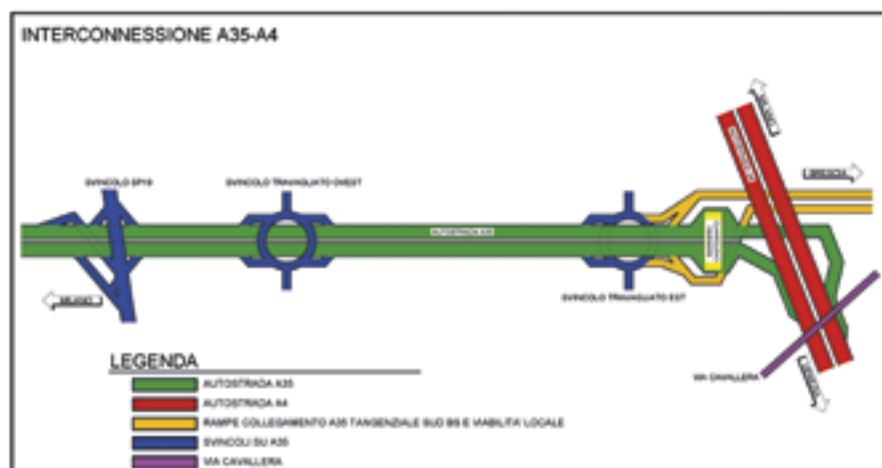 INTERCONNESSIONE A35-A4
MILANO
BRESCIA
SVINCOLO SP19
SVINCOLO TRAVAGLIATO OVEST
AUTOSTRADA A35
MILANO
SVINCOLO TRAVAGLIATO EST
VIA CAVALLERA
LEGENDA
AUTOSTRADA A35
AUTOSTRADA A4
RAMPE COLLEGAMENTO A35 TANGENZIALE SUD BS E VIABILITA' LOCALE
SVINCOLI SU A35
VIA CAVALLERA